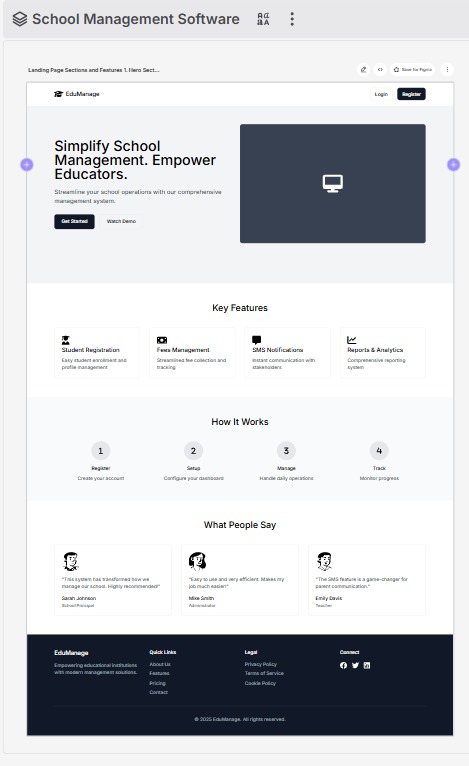 School Management Software
Landing Page Sections and Features 1. Hero Sect...
Save for Figma
EduManage
Login
Register
Simplify School
Management. Empower
Educators.
Streamline your school operations with our comprehensive
management system.
Get Started
Watch Demo
Key Features
Student Registration
Easy student enrollment and
profile management
Fees Management
Streamlined fee collection and
tracking
SMS Notifications
Instant communication with
stakeholders
Reports & Analytics
Comprehensive reporting
system
How It Works
1
Register
Create your account
2
Setup
Configure your dashboard
3
Manage
Handle daily operations
4
Track
Monitor progress
What People Say
"This system has transformed how we
manage our school. Highly recommended!"
Sarah Johnson
School Principal
"Easy to use and very efficient. Makes my
job much easier!"
Mike Smith
Administrator
"The SMS feature is a game-changer for
parent communication."
Emily Davis
Teacher
EduManage
Empowering educational institutions
with modern management solutions.
Quick Links
About Us
Features
Pricing
Contact
Legal
Privacy Policy
Terms of Service
Cookie Policy
Connect
© 2025 EduManage. All rights reserved.